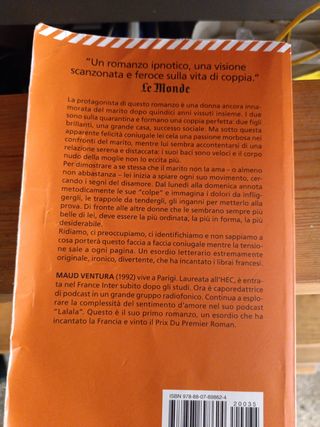 "Un romanzo ipnotico, una visione
scanzonata e feroce sulla vita di coppia."
Le Monde
La protagonista di questo romanzo è una donna ancora inna-
morata del marito dopo quindici anni vissuti insieme. I due
sono sulla quarantina e formano una coppia perfetta: due figli
brillanti, una grande casa, successo sociale. Ma sotto questa
apparente felicità coniugale lei cela una passione morbosa nei
confronti del marito, mentre lui sembra accontentarsi di una
relazione serena e distaccata: i suoi baci sono veloci e il corpo
nudo della moglie non lo eccita più.
Per dimostrare a se stessa che il marito non la ama – o almeno
non abbastanza – lei inizia a spiare ogni suo movimento, cer-
cando i segni del disamore. Dal lunedì alla domenica annota
metodicamente le sue "colpe" e immagina i dolori da inflig-
gergli, le trappole da tendergli, gli inganni per metterlo alla
prova. Di fronte alle altre donne che le sembrano sempre più
belle di lei, deve essere la più ordinata, la più in forma, la più
desiderabile.
Ridiamo, ci preoccupiamo, ci identifichiamo e non sappiamo a
cosa porterà questo faccia a faccia coniugale mentre la tensio-
ne sale a ogni pagina. Un esordio letterario estremamente
originale, ironico, divertente, che ha incantato i librai francesi.
MAUD VENTURA (1992) vive a Parigi. Laureata all'HEC, è entra-
ta nel France Inter subito dopo gli studi. Ora è caporedattrice
di podcast in un grande gruppo radiofonico. Continua a esplo-
rare la complessità del sentimento d'amore nel suo podcast
"Lalala". Questo è il suo primo romanzo, un esordio che ha
incantato la Francia e vinto il Prix Du Premier Roman.
ISBN 978-88-07-89862-4
20035